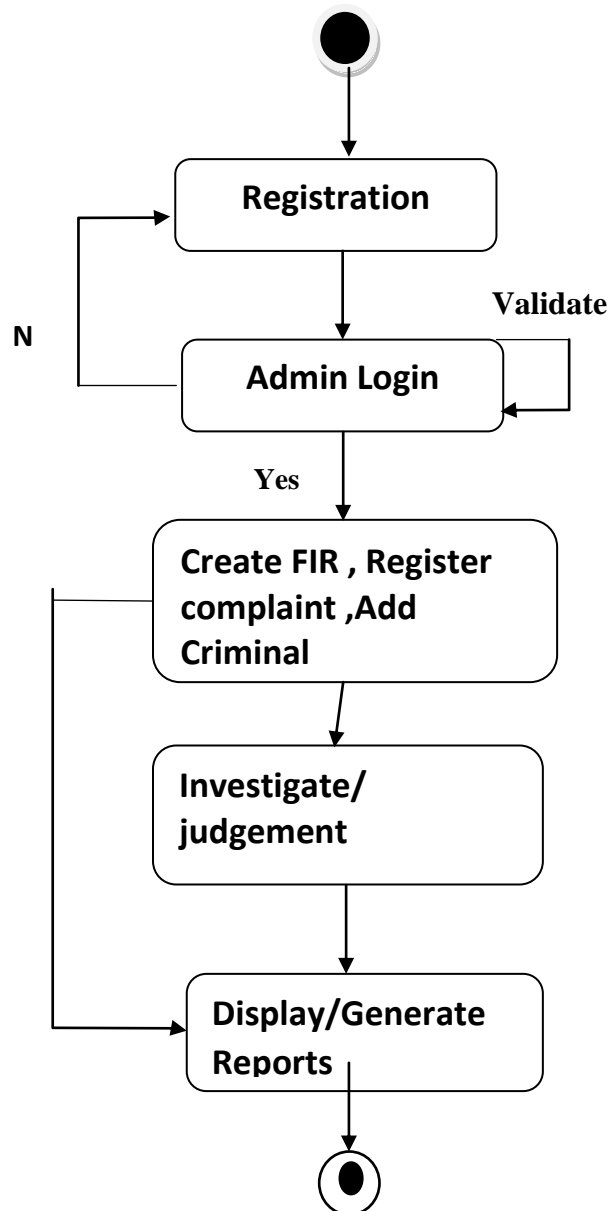 Registration
Validate
N
Admin Login
Yes
Create FIR , Register
complaint ,Add
Criminal
Investigate/
judgement
Display/Generate
Reports